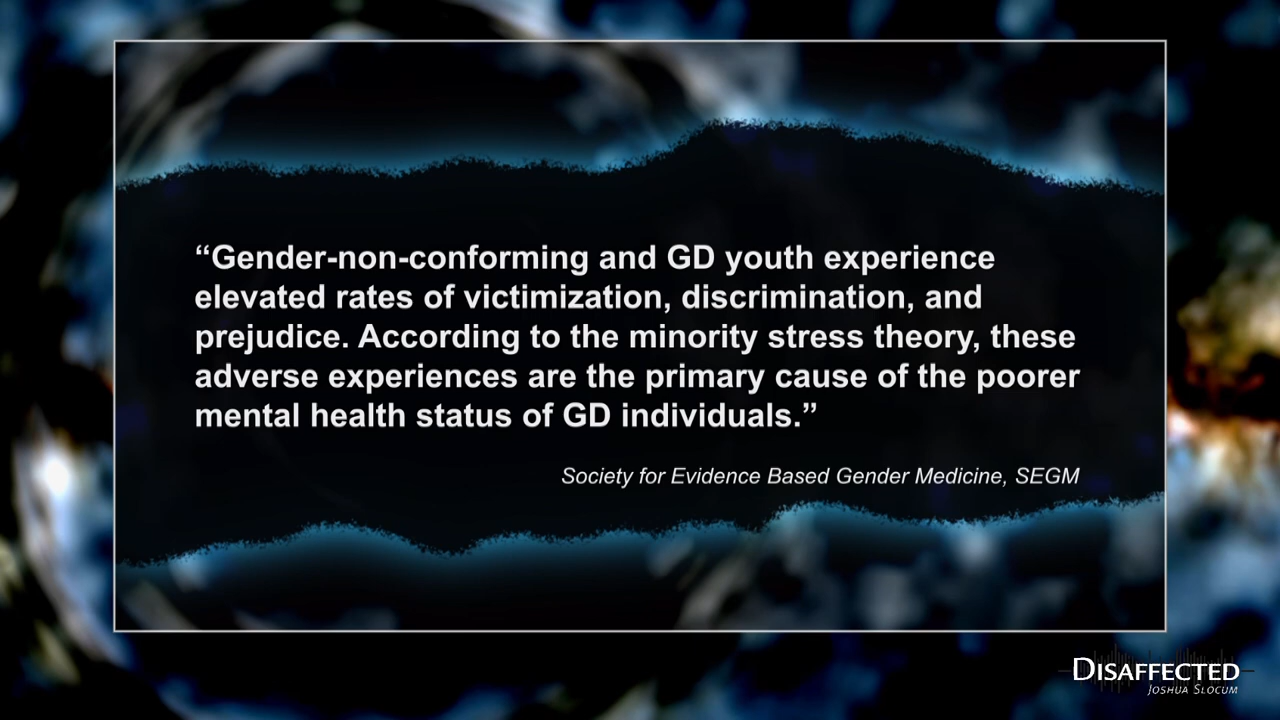 “Gender-non-conforming and GD youth experience
elevated rates of victimization, discrimination, and
prejudice. According to the minority stress theory, these
adverse experiences are the primary cause of the poorer
mental health status of GD individuals.”
Society for Evidence Based Gender Medicine, SEGM
DISAFFECTED
JOSHUA SLOCUM